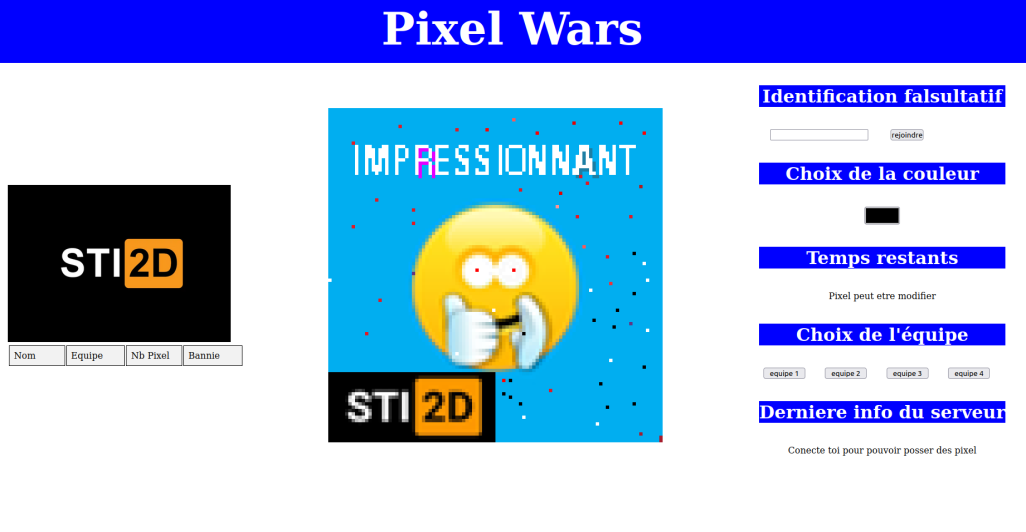 Pixel Wars
STI2D
Nom Equipe Nb Pixel Bannie
IMPRESSIONNANT
STI2D
Identification falsultatif
rejoindre
Choix de la couleur
Temps restants
Pixel peut etre modifier
Choix de l'équipe
equipe 1 equipe 2 equipe 3 equipe 4
Derniere info du serveur
Conecte toi pour pouvoir posser des pixel